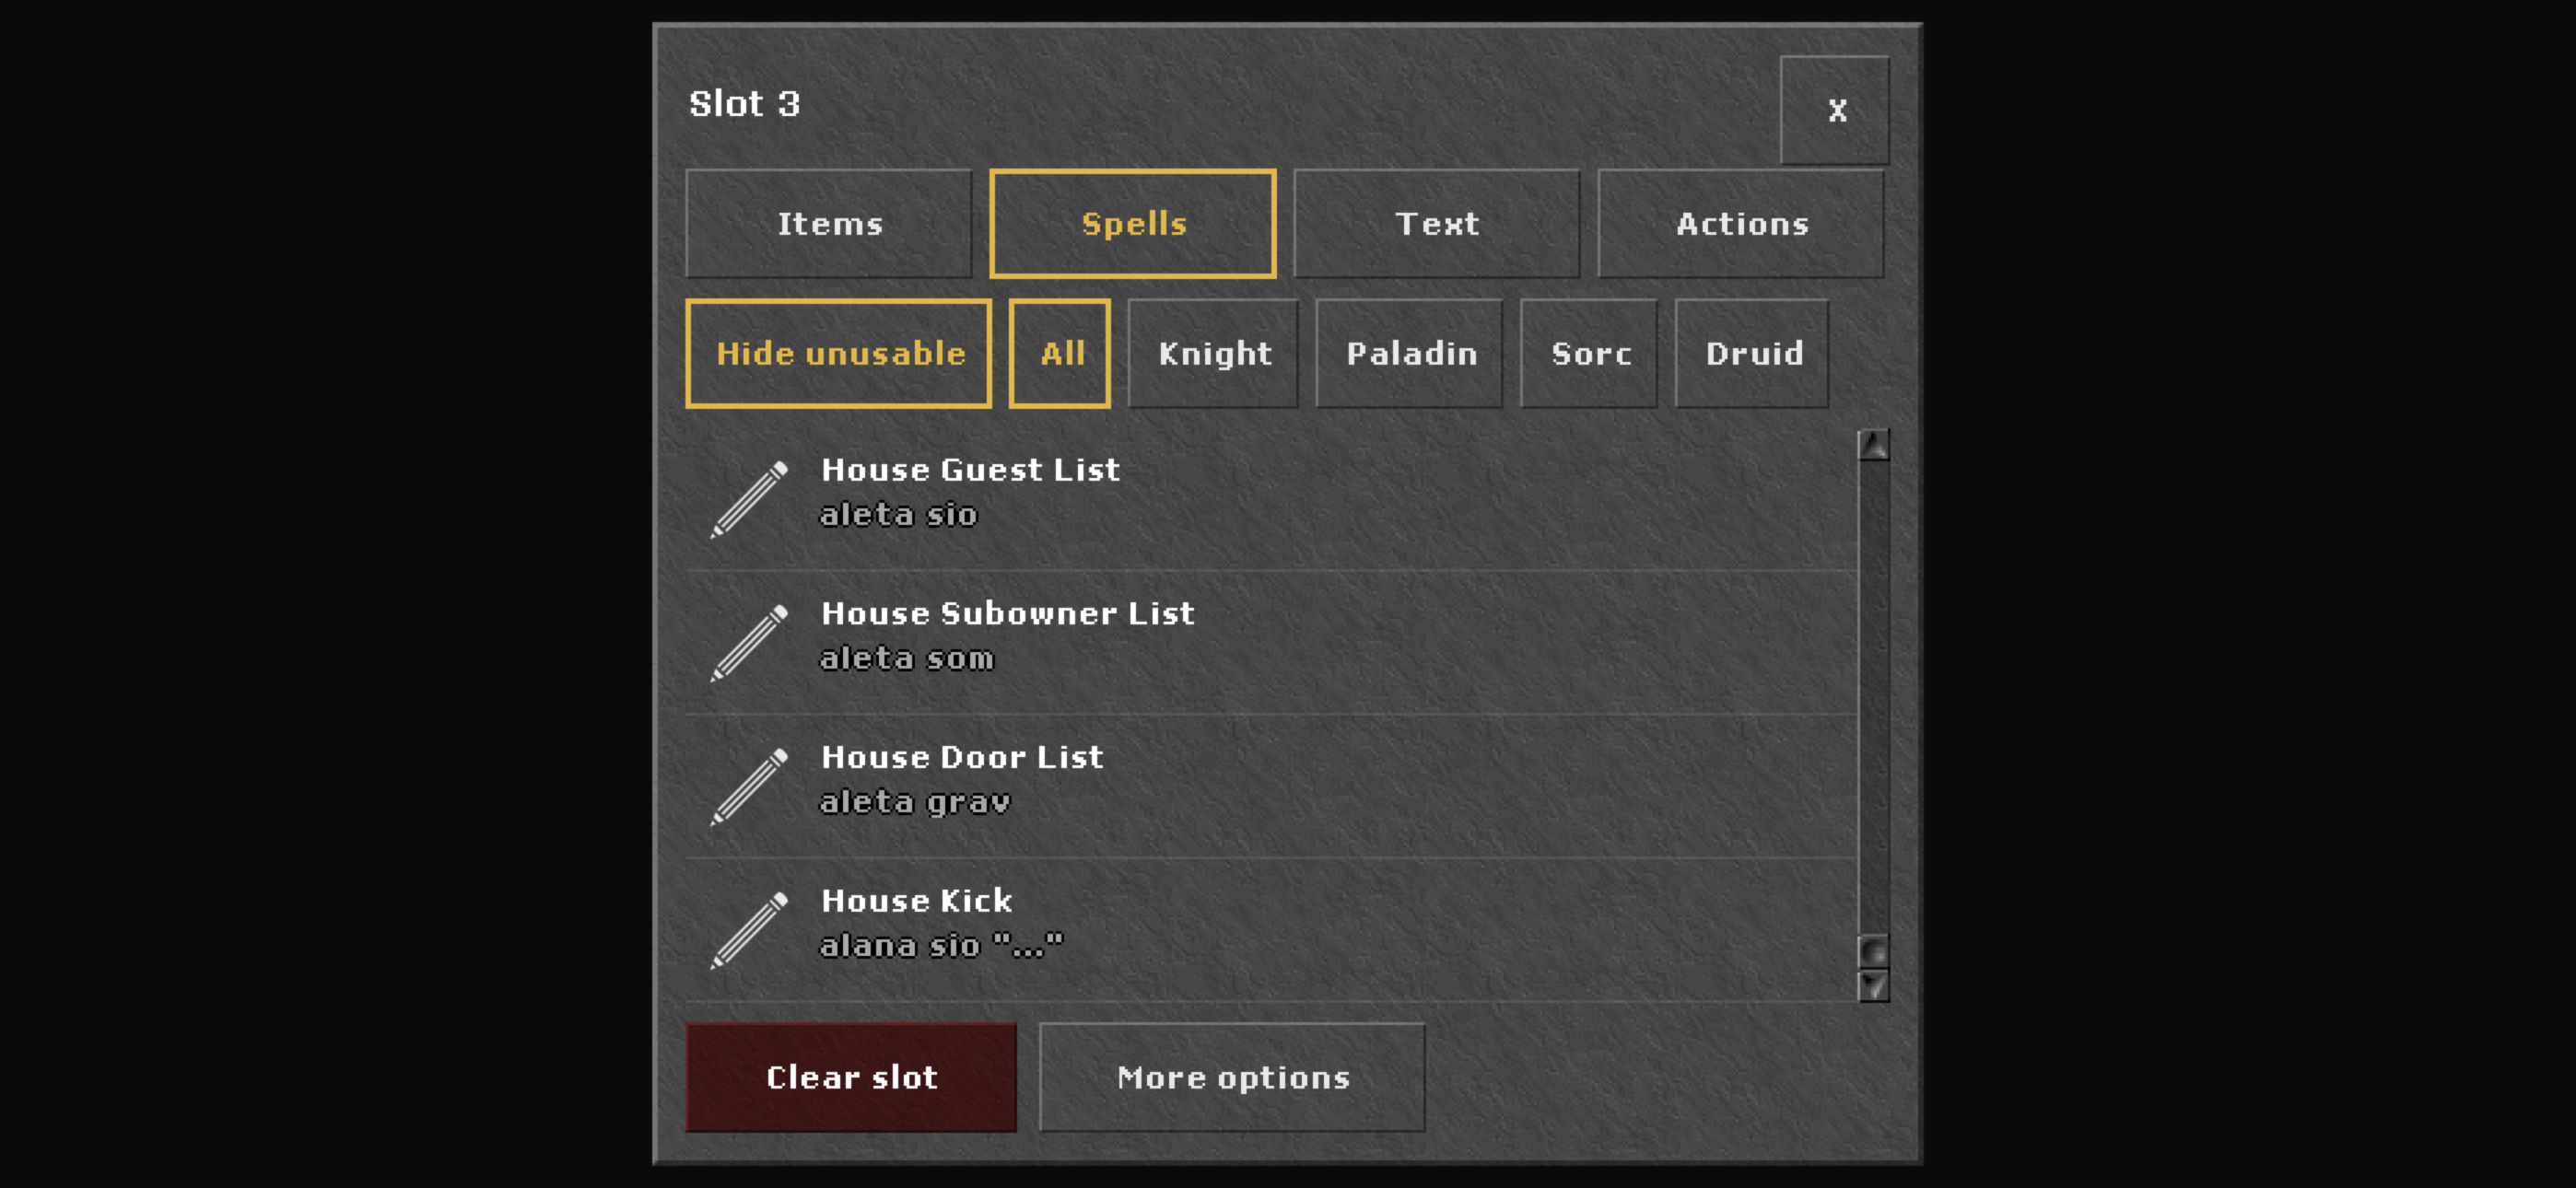 Slot 3
X
Items Spells Text Actions
Hide unusable All Knight Paladin Sorc Druid
House Guest List
aleta sio
House Subowner List
aleta som
House Door List
aleta grav
House Kick
alana sio "..."
Clear slot More options